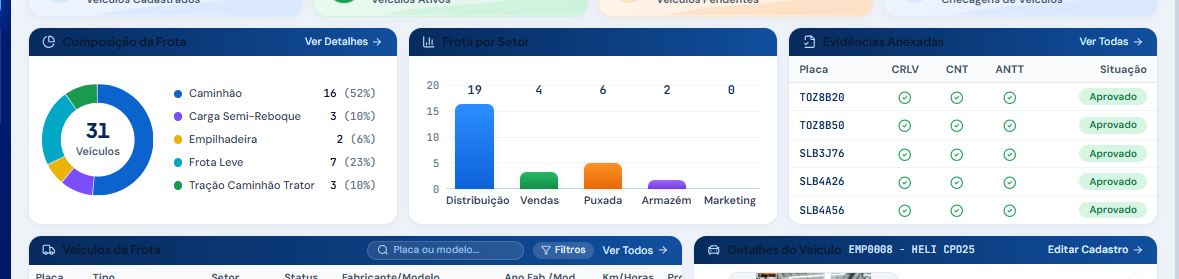 Veículos Cadastrados
Veículos Ativos
Veículos Pendentes
Checagens de Veículos
Composição da Frota
Ver Detalhes →
31
Veículos
Caminhão 16 (52%)
Carga Semi-Reboque 3 (10%)
Empilhadeira 2 (6%)
Frota Leve 7 (23%)
Tração Caminhão Trator 3 (10%)
Frota por Setor
20
15
10
5
0
19 4 6 2 0
Distribuição Vendas Puxada Armazém Marketing
Evidências Anexadas
Ver Todas →
Placa CRLV CNT ANTT Situação
TOZ8B20 Aprovado
TOZ8B50 Aprovado
SLB3J76 Aprovado
SLB4A26 Aprovado
SLB4A56 Aprovado
Veículos da Frota
Placa ou modelo...
Filtros
Ver Todos →
Placa Tipo Setor Status Fabricante/Modelo Ano Fab./Mod. Km/Horas
Detalhes do Veículo EMP0008 - HELI CPD25
Editar Cadastro →